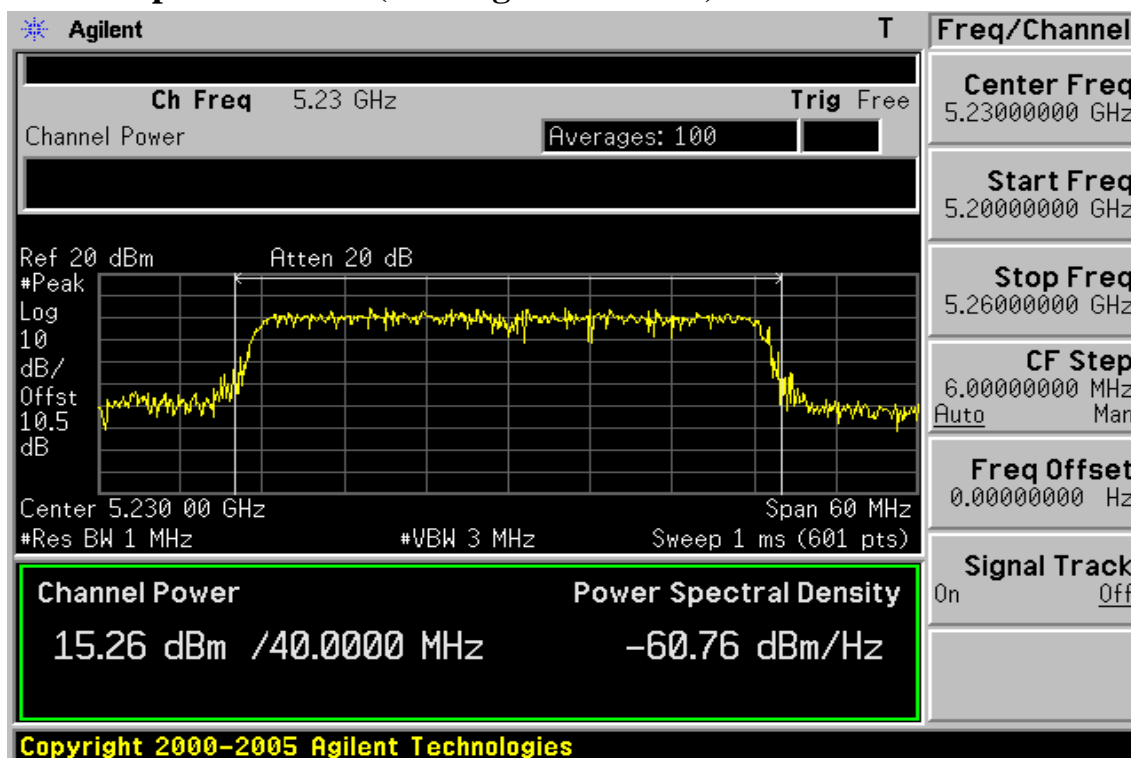 Agilent T
Freq/Channel
Ch Freq 5.23 GHz Trig Free
Channel Power Averages: 100
Center Freq
5.23000000 GHz
Start Freq
5.20000000 GHz
Stop Freq
5.26000000 GHz
CF Step
6.00000000 MHz
Auto Man
Freq Offset
0.00000000 Hz
Signal Track
On Off
Ref 20 dBm Atten 20 dB
#Peak
Log
10
dB/
Offst
10.5
dB
Center 5.230 00 GHz Span 60 MHz
#Res BW 1 MHz #VBW 3 MHz Sweep 1 ms (601 pts)
Channel Power Power Spectral Density
15.26 dBm /40.0000 MHz -60.76 dBm/Hz
Copyright 2000-2005 Agilent Technologies